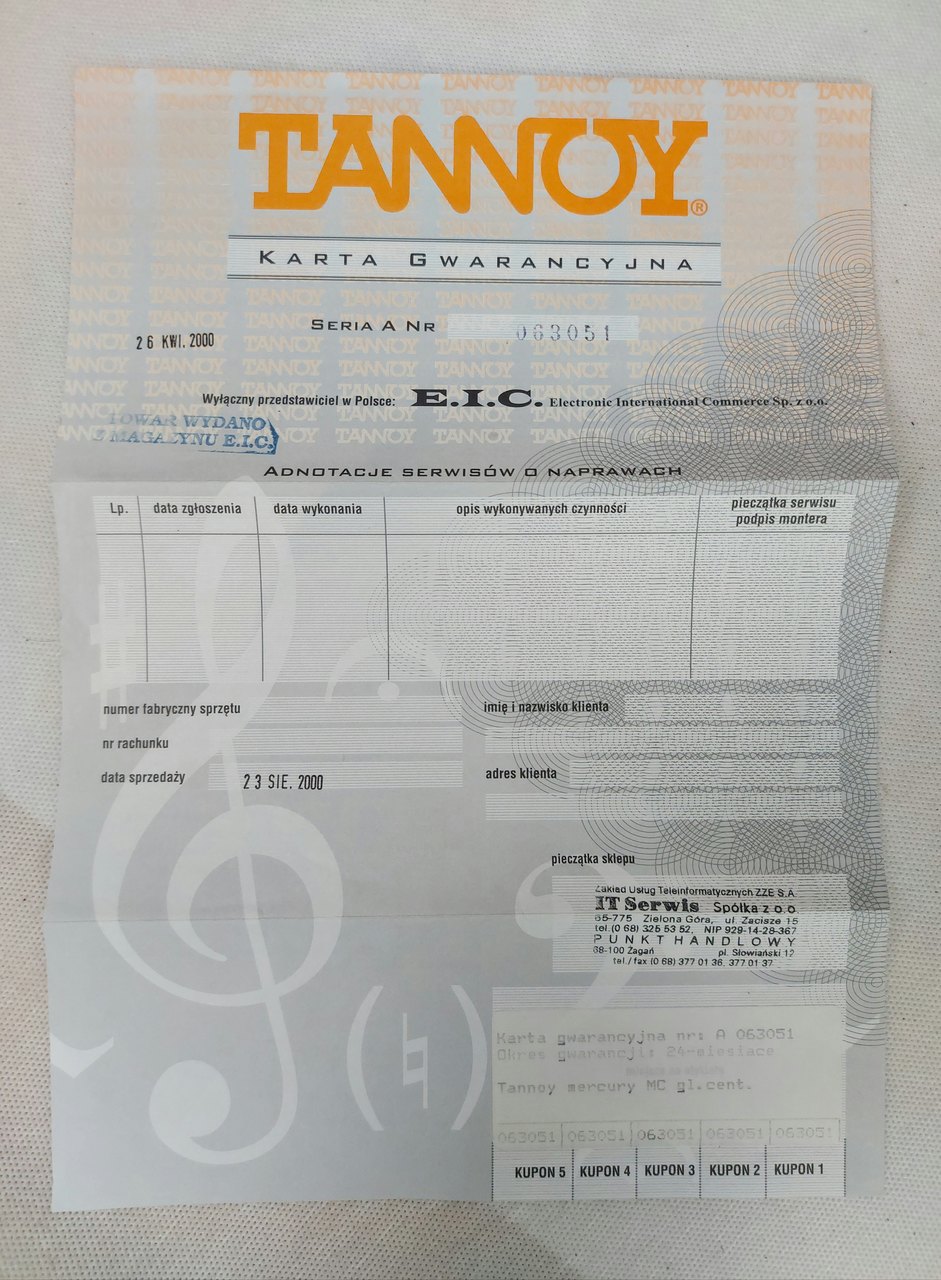 TANNOY®
KARTA GWARANCYJNA
SERIA A NR 063051
26 KWI. 2000
Wyłączny przedstawiciel w Polsce: E.I.C. Electronic International Commerce Sp. z o.o.
TOWAR WYDANO
Z MAGAZYNU E.I.C.
ADNOTACJE SERWISÓW O NAPRAWACH
Lp. data zgłoszenia data wykonania opis wykonywanych czynności pieczątka serwisu
podpis montera
numer fabryczny sprzętu imię i nazwisko klienta
nr rachunku
data sprzedaży 23 SIE. 2000 adres klienta
pieczątka sklepu
Zakład Usług Teleinformatycznych ZZE S.A.
IT Serwis Spółka z o.o
65-775 Zielona Góra, ul. Zacisze 15
tel.(0 68) 325 53 52, NIP 929-14-28-367
PUNKT HANDLOWY
68-100 Żagań pl. Słowiański 12
tel./fax (0 68) 377 01 36, 377 01 37
Karta gwarancyjna nr: A 063051
Okres gwarancji: 24-miesiace
Tannoy mercury MC gl.cent.
063051 063051 063051 063051 063051
KUPON 5 KUPON 4 KUPON 3 KUPON 2 KUPON 1